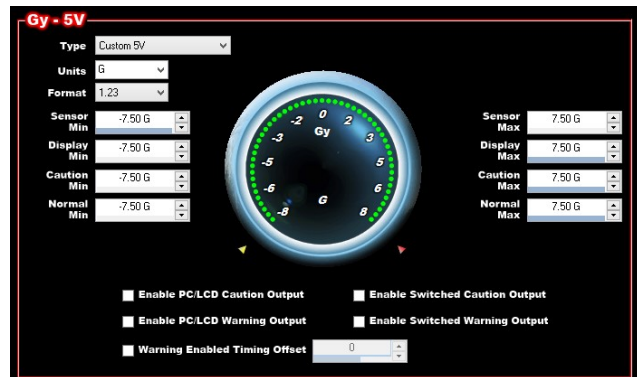 Gy - 5V
Type Custom 5V
Units G
Format 1.23
Sensor Min -7.50 G
Display Min -7.50 G
Caution Min -7.50 G
Normal Min -7.50 G
-8 -6 -5 -3 -2 0 2 3 5 6 8
Gy
G
Sensor Max 7.50 G
Display Max 7.50 G
Caution Max 7.50 G
Normal Max 7.50 G
Enable PC/LCD Caution Output Enable Switched Caution Output
Enable PC/LCD Warning Output Enable Switched Warning Output
Warning Enabled Timing Offset 0